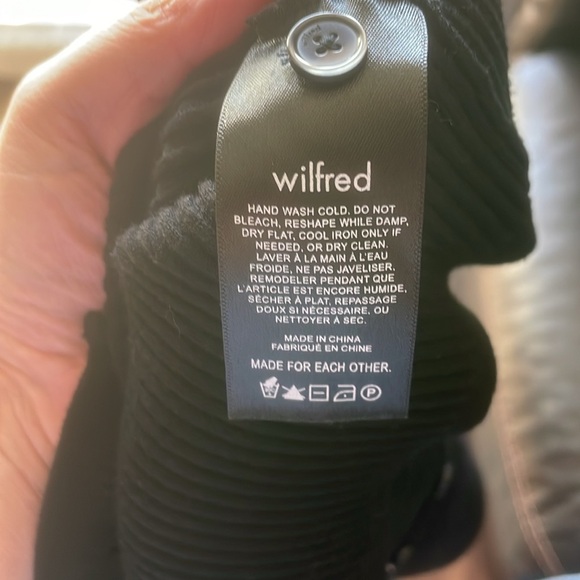 wilfred
HAND WASH COLD, DO NOT
BLEACH, RESHAPE WHILE DAMP,
DRY FLAT, COOL IRON ONLY IF
NEEDED, OR DRY CLEAN.
LAVER À LA MAIN À L'EAU
FROIDE, NE PAS JAVELISER,
REMODELER PENDANT QUE
L'ARTICLE EST ENCORE HUMIDE,
SÉCHER À PLAT, REPASSAGE
DOUX SI NÉCESSAIRE, OU
NETTOYER À SEC.
MADE IN CHINA
FABRIQUÉ EN CHINE
MADE FOR EACH OTHER.
P